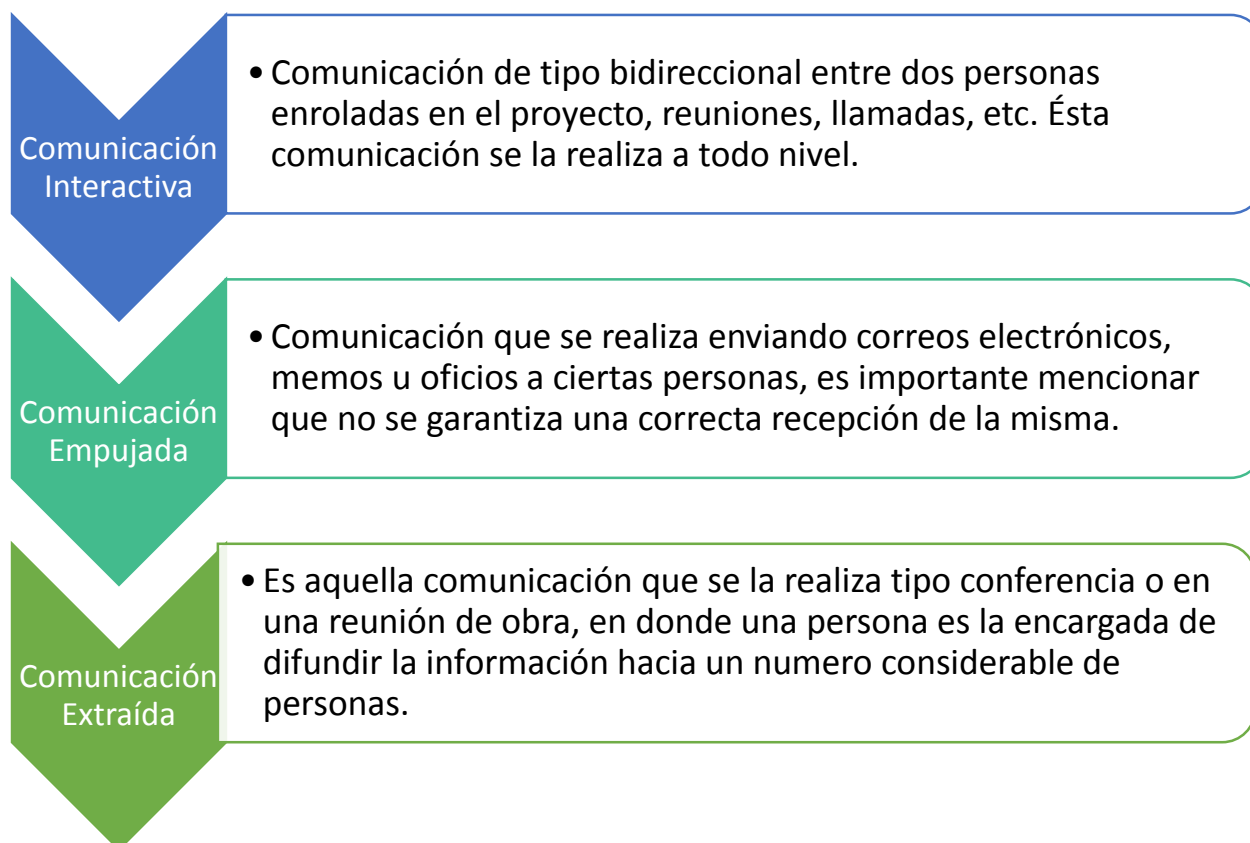 Comunicación
Interactiva
• Comunicación de tipo bidireccional entre dos personas
enroladas en el proyecto, reuniones, llamadas, etc. Ésta
comunicación se la realiza a todo nivel.
Comunicación
Empujada
• Comunicación que se realiza enviando correos electrónicos,
memos u oficios a ciertas personas, es importante mencionar
que no se garantiza una correcta recepción de la misma.
Comunicación
Extraída
• Es aquella comunicación que se la realiza tipo conferencia o en
una reunión de obra, en donde una persona es la encargada de
difundir la información hacia un numero considerable de
personas.